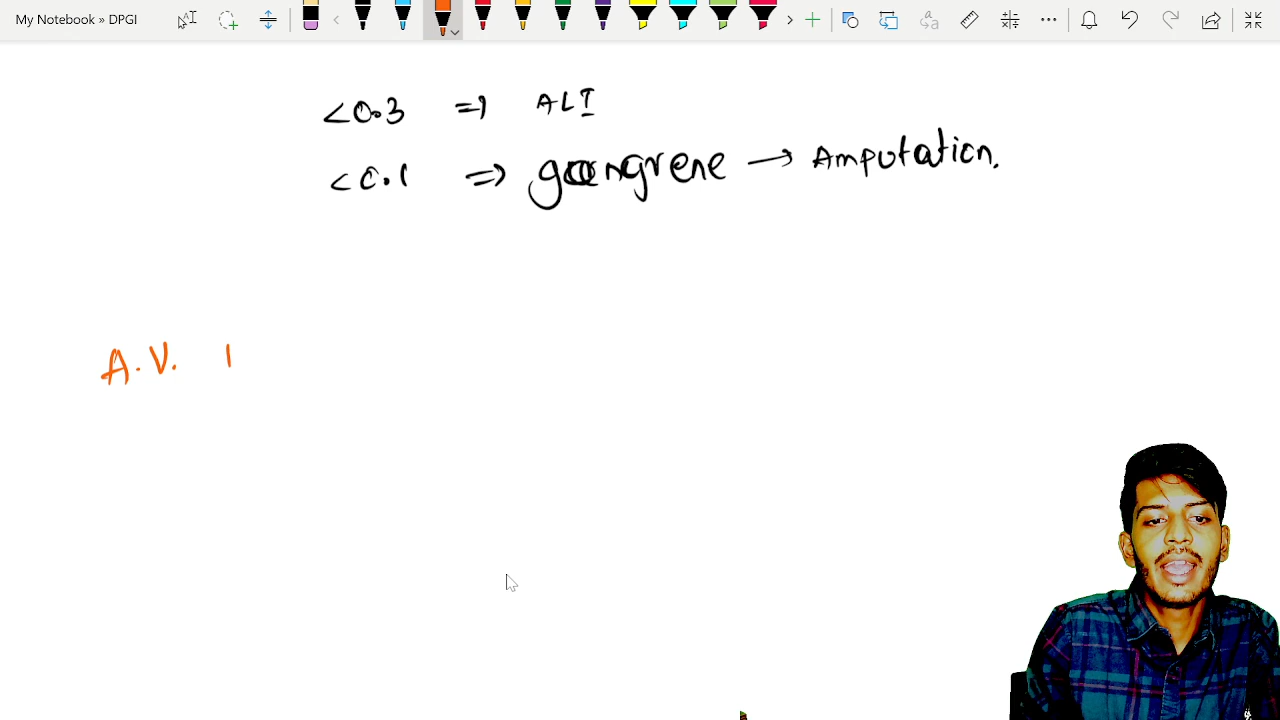 My Notebook » DPGI
<0.3 => ALI
<0.1 => gangrene → Amputation.
A.V. I